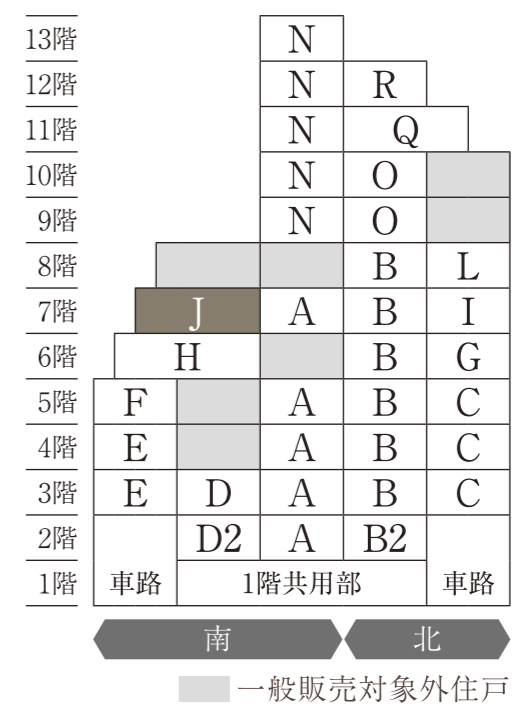 13階 N
12階 N R
11階 N Q
10階 N O
9階 N O
8階 B L
7階 J A B I
6階 H B G
5階 F A B C
4階 E A B C
3階 E D A B C
2階 D2 A B2
1階 車路 1階共用部 車路
南 北
一般販売対象外住戸